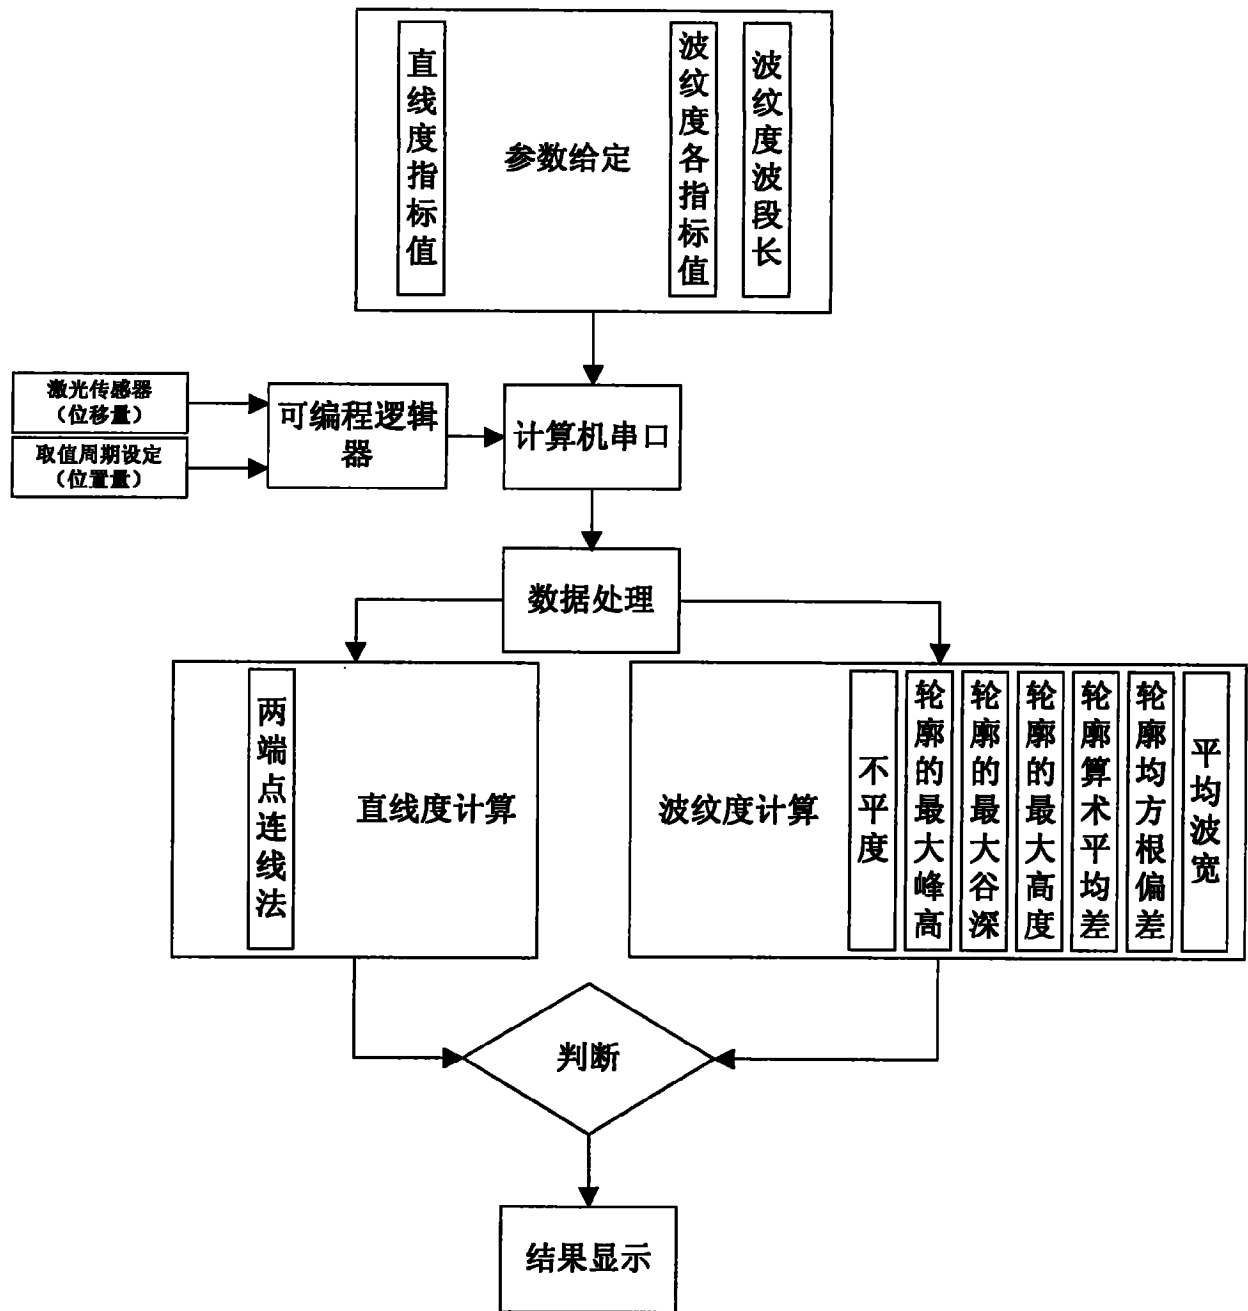 直线度指标值
参数给定
波纹度各指标值
波纹度波段长
激光传感器
（位移量）
取值周期设定
（位置量）
可编程逻辑
器
计算机串口
数据处理
两端点连线法
直线度计算
波纹度计算
不平度
轮廓的最大峰高
轮廓的最大谷深
轮廓的最大高度
轮廓算术平均差
轮廓均方根偏差
平均波宽
判断
结果显示